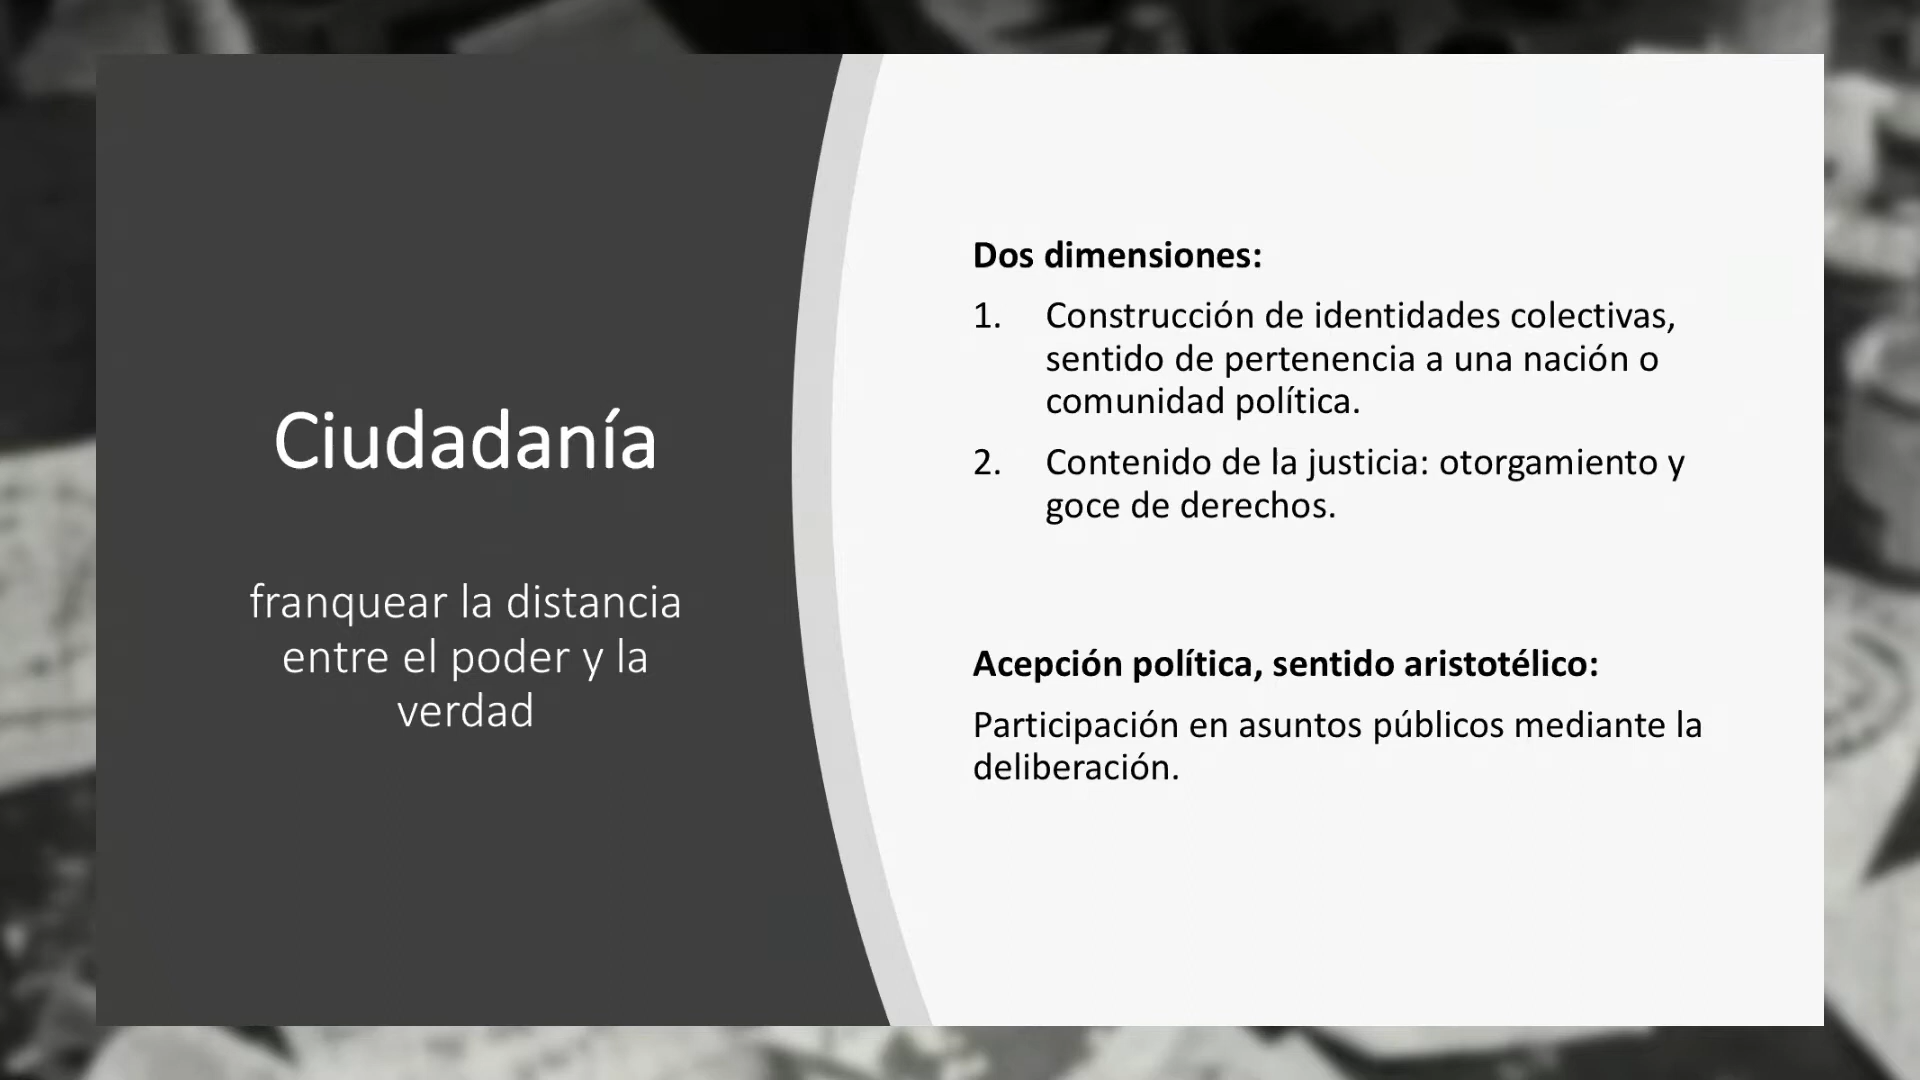 Ciudadanía
franquear la distancia
entre el poder y la
verdad
Dos dimensiones:
1. Construcción de identidades colectivas,
sentido de pertenencia a una nación o
comunidad política.
2. Contenido de la justicia: otorgamiento y
goce de derechos.
Acepción política, sentido aristotélico:
Participación en asuntos públicos mediante la
deliberación.